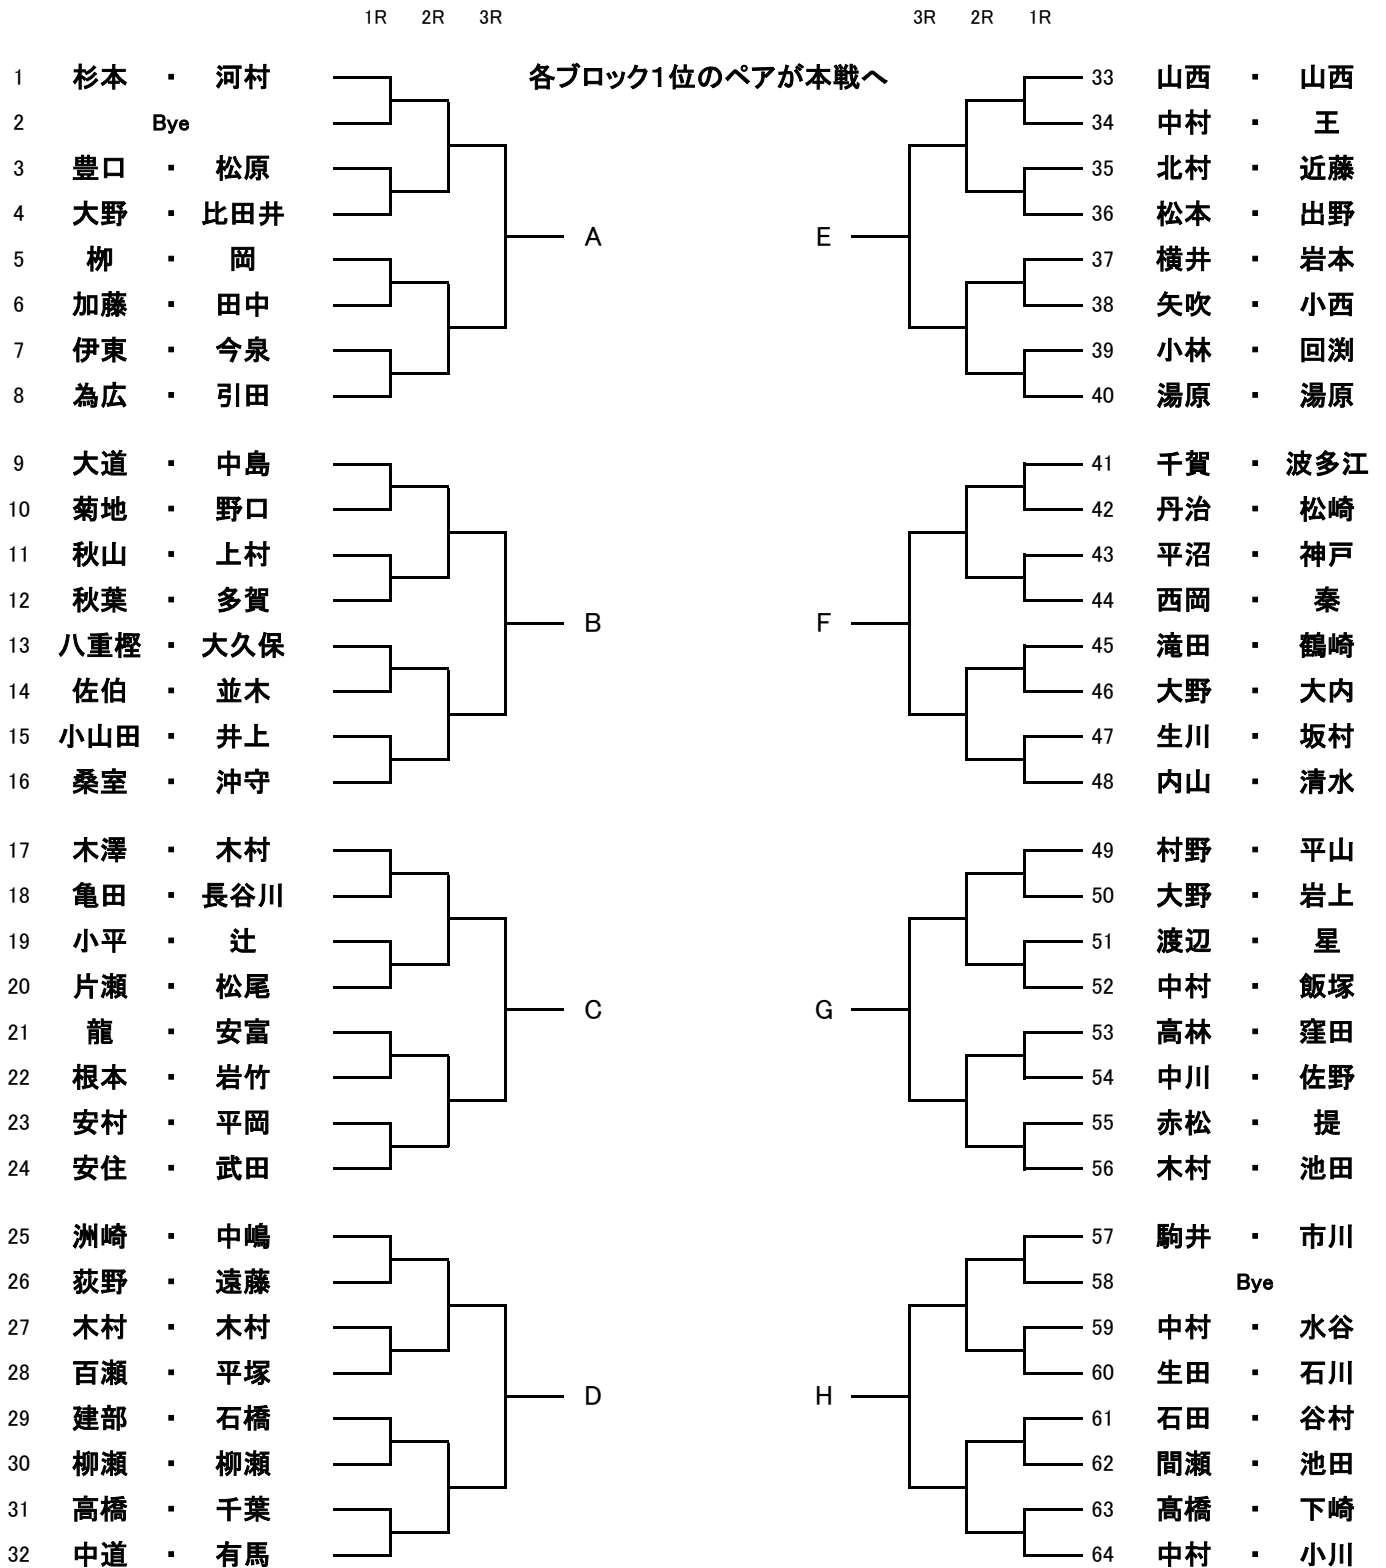 1R 2R 3R 3R 2R 1R
各ブロック１位のペアが本戦へ
1 杉本 ・ 河村
2 Bye
3 豊口 ・ 松原
4 大野 ・ 比田井
A
5 栁 ・ 岡
6 加藤 ・ 田中
7 伊東 ・ 今泉
8 為広 ・ 引田
9 大道 ・ 中島
10 菊地 ・ 野口
11 秋山 ・ 上村
12 秋葉 ・ 多賀
B
13 八重樫 ・ 大久保
14 佐伯 ・ 並木
15 小山田 ・ 井上
16 桑室 ・ 沖守
17 木澤 ・ 木村
18 亀田 ・ 長谷川
19 小平 ・ 辻
20 片瀬 ・ 松尾
C
21 龍 ・ 安富
22 根本 ・ 岩竹
23 安村 ・ 平岡
24 安住 ・ 武田
25 洲崎 ・ 中嶋
26 荻野 ・ 遠藤
27 木村 ・ 木村
28 百瀬 ・ 平塚
D
29 建部 ・ 石橋
30 柳瀬 ・ 柳瀬
31 高橋 ・ 千葉
32 中道 ・ 有馬
33 山西 ・ 山西
34 中村 ・ 王
35 北村 ・ 近藤
36 松本 ・ 出野
E
37 横井 ・ 岩本
38 矢吹 ・ 小西
39 小林 ・ 回渕
40 湯原 ・ 湯原
41 千賀 ・ 波多江
42 丹治 ・ 松崎
43 平沼 ・ 神戸
44 西岡 ・ 秦
F
45 滝田 ・ 鶴崎
46 大野 ・ 大内
47 生川 ・ 坂村
48 内山 ・ 清水
49 村野 ・ 平山
50 大野 ・ 岩上
51 渡辺 ・ 星
52 中村 ・ 飯塚
G
53 高林 ・ 窪田
54 中川 ・ 佐野
55 赤松 ・ 提
56 木村 ・ 池田
57 駒井 ・ 市川
58 Bye
59 中村 ・ 水谷
60 生田 ・ 石川
H
61 石田 ・ 谷村
62 間瀬 ・ 池田
63 髙橋 ・ 下崎
64 中村 ・ 小川